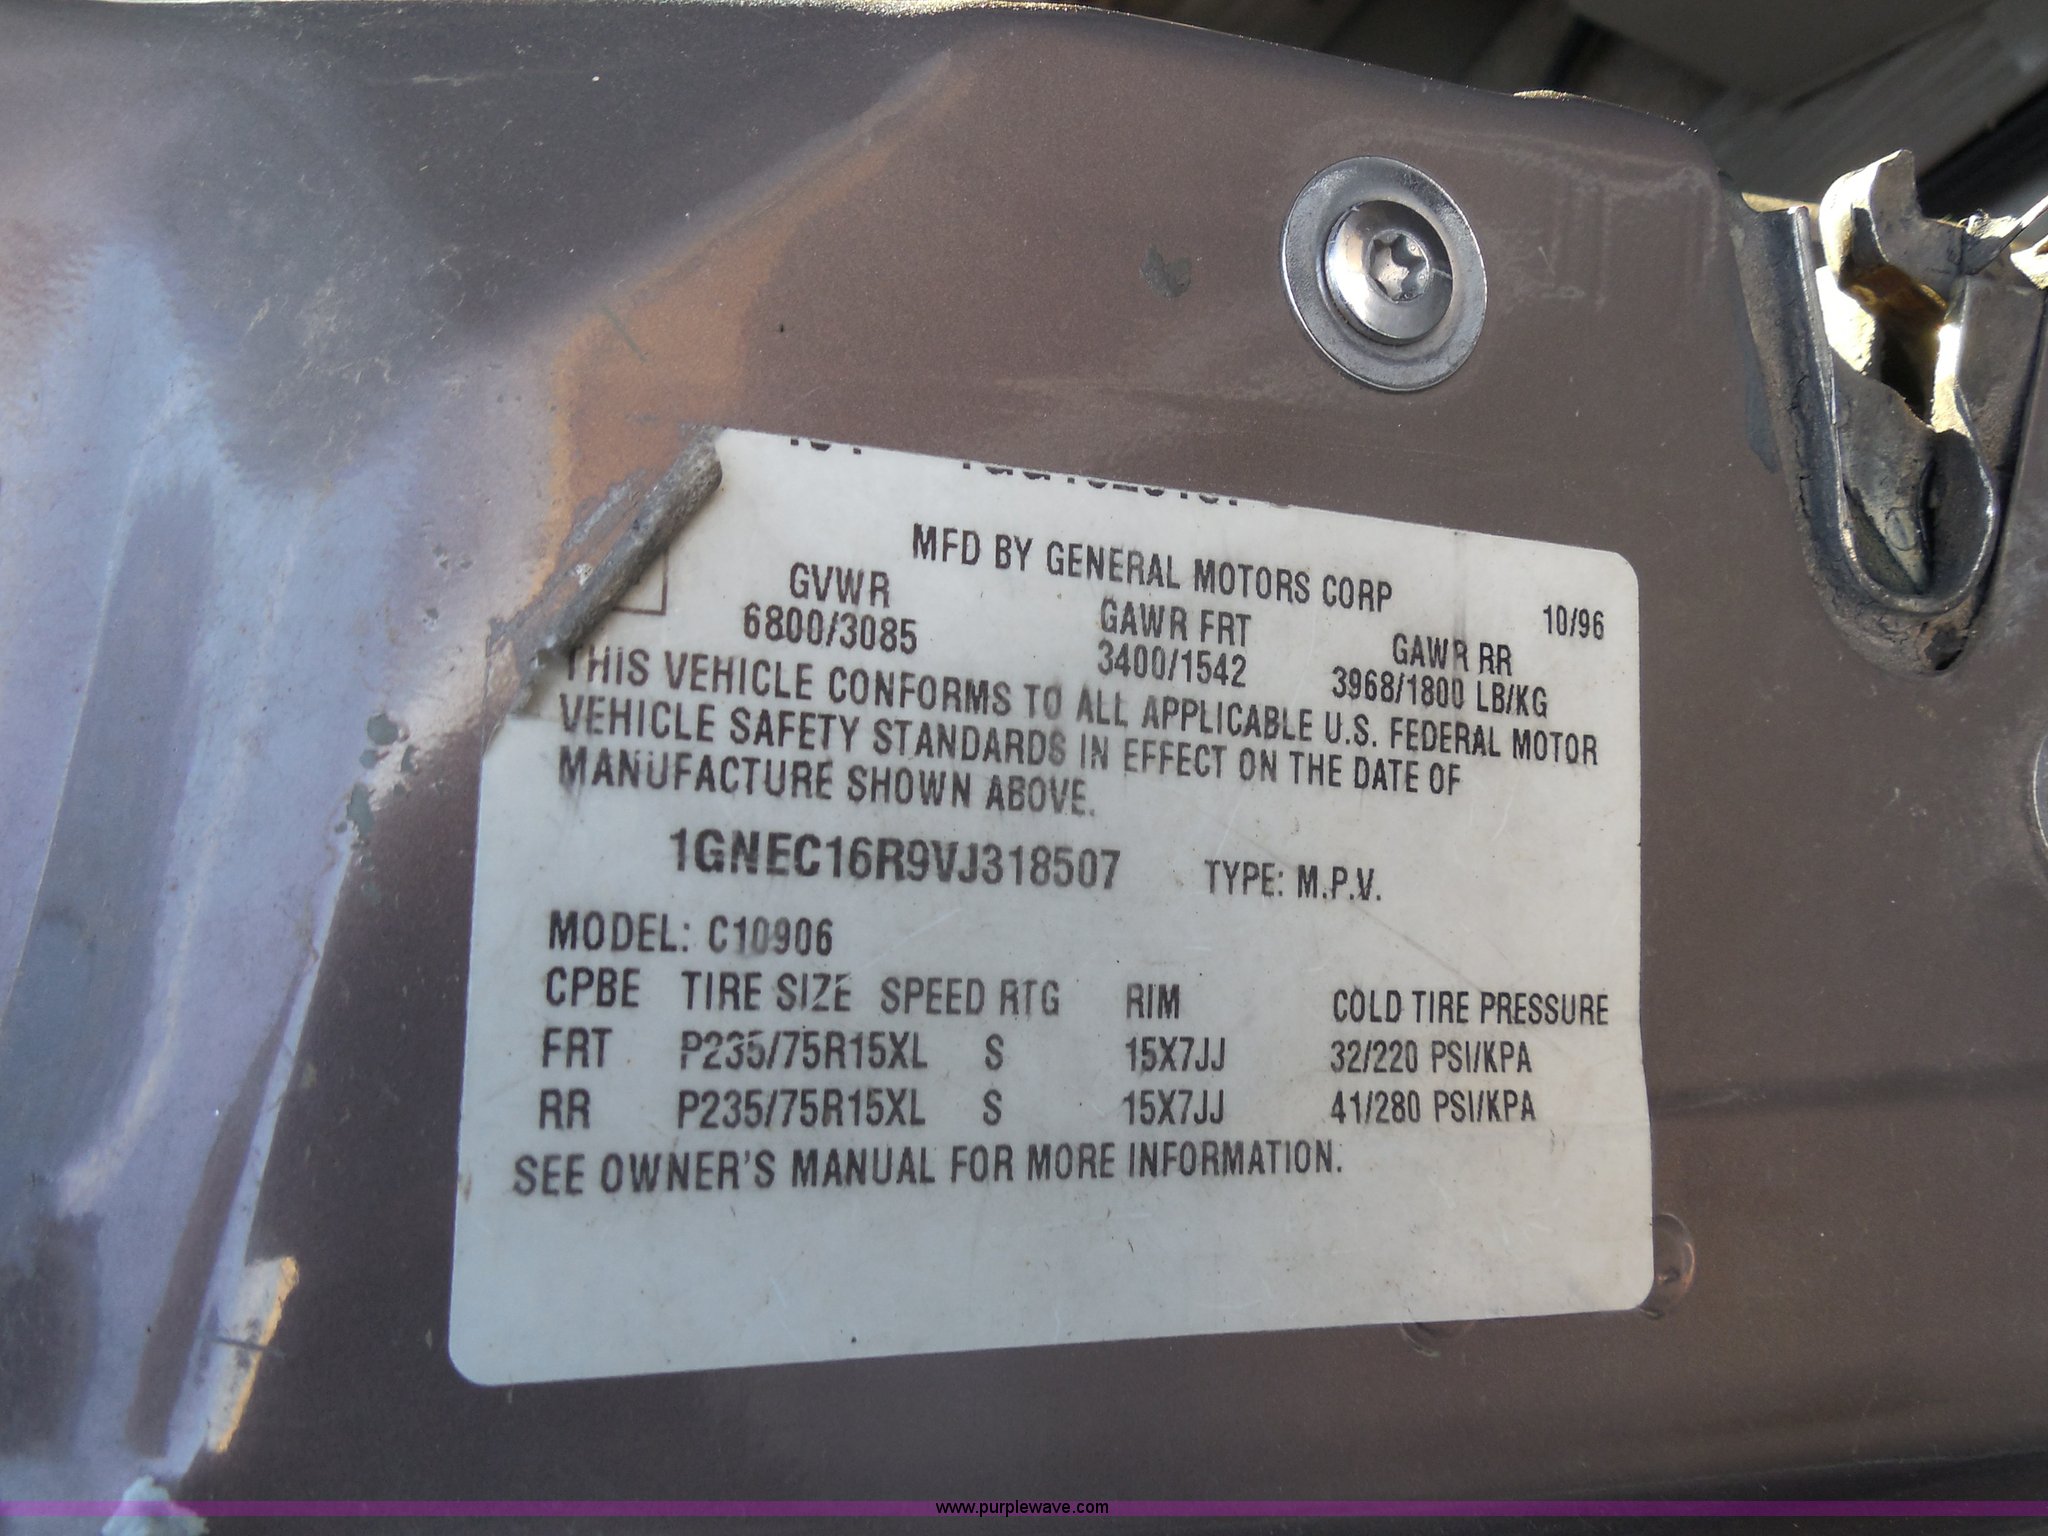 MFD BY GENERAL MOTORS CORP
10/96
GVWR GAWR FRT GAWR RR
6800/3085 3400/1542 3968/1800 LB/KG
THIS VEHICLE CONFORMS TO ALL APPLICABLE U.S. FEDERAL MOTOR
VEHICLE SAFETY STANDARDS IN EFFECT ON THE DATE OF
MANUFACTURE SHOWN ABOVE.
1GNEC16R9VJ318507 TYPE: M.P.V.
MODEL: C10906
CPBE TIRE SIZE SPEED RTG RIM COLD TIRE PRESSURE
FRT P235/75R15XL S 15X7JJ 32/220 PSI/KPA
RR P235/75R15XL S 15X7JJ 41/280 PSI/KPA
SEE OWNER'S MANUAL FOR MORE INFORMATION.
www.purplewave.com